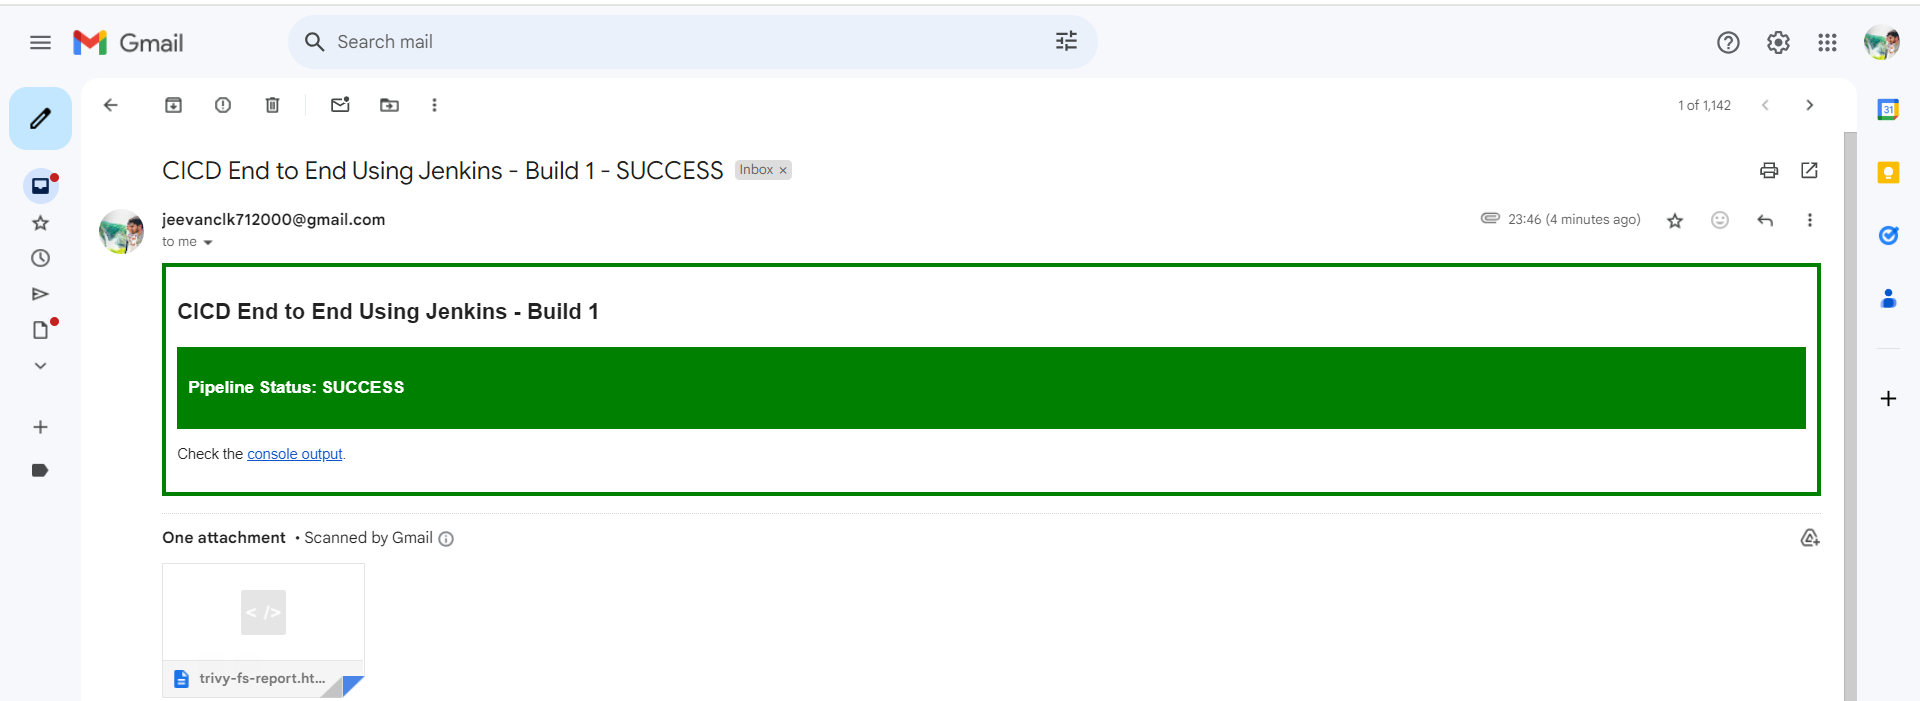 Gmail
Search mail
1 of 1,142
CICD End to End Using Jenkins - Build 1 - SUCCESS Inbox ×
jeevanclk712000@gmail.com
23:46 (4 minutes ago)
to me
CICD End to End Using Jenkins - Build 1
Pipeline Status: SUCCESS
Check the console output.
One attachment • Scanned by Gmail
< />
trivy-fs-report.ht...
31